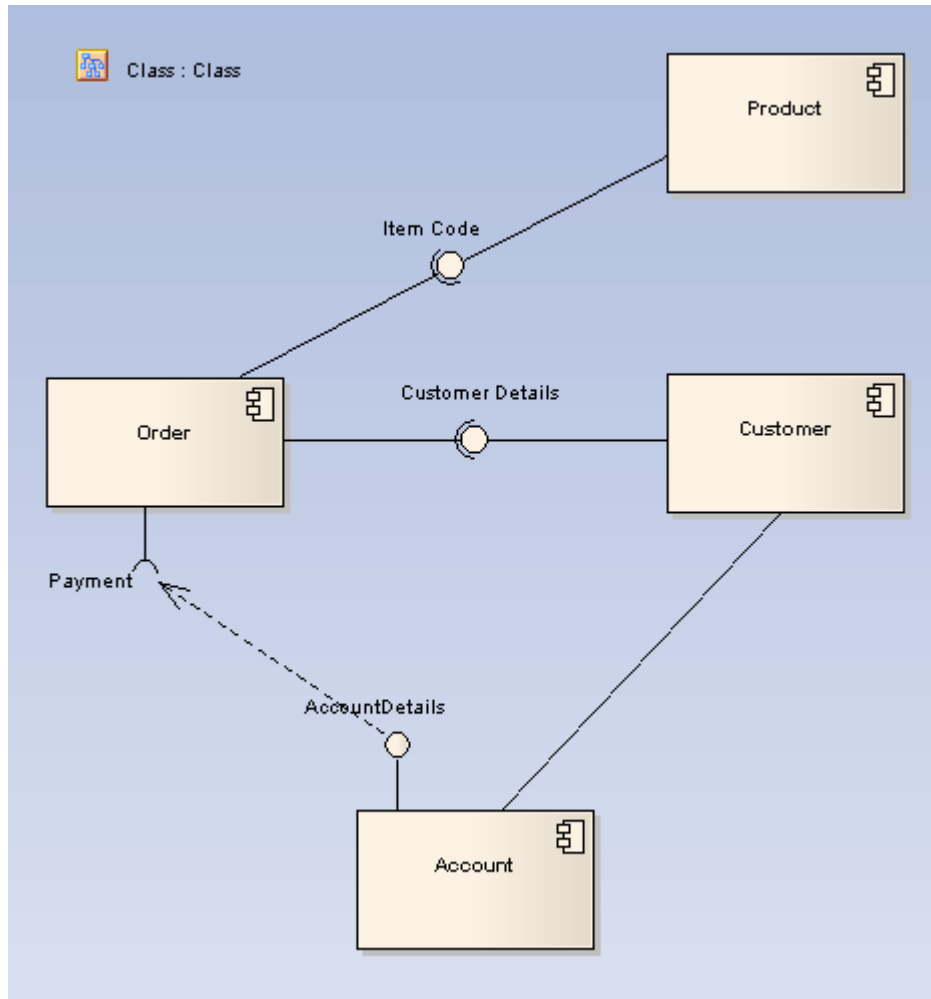 Class : Class
Product
Item Code
Customer Details
Order
Customer
Payment
AccountDetails
Account